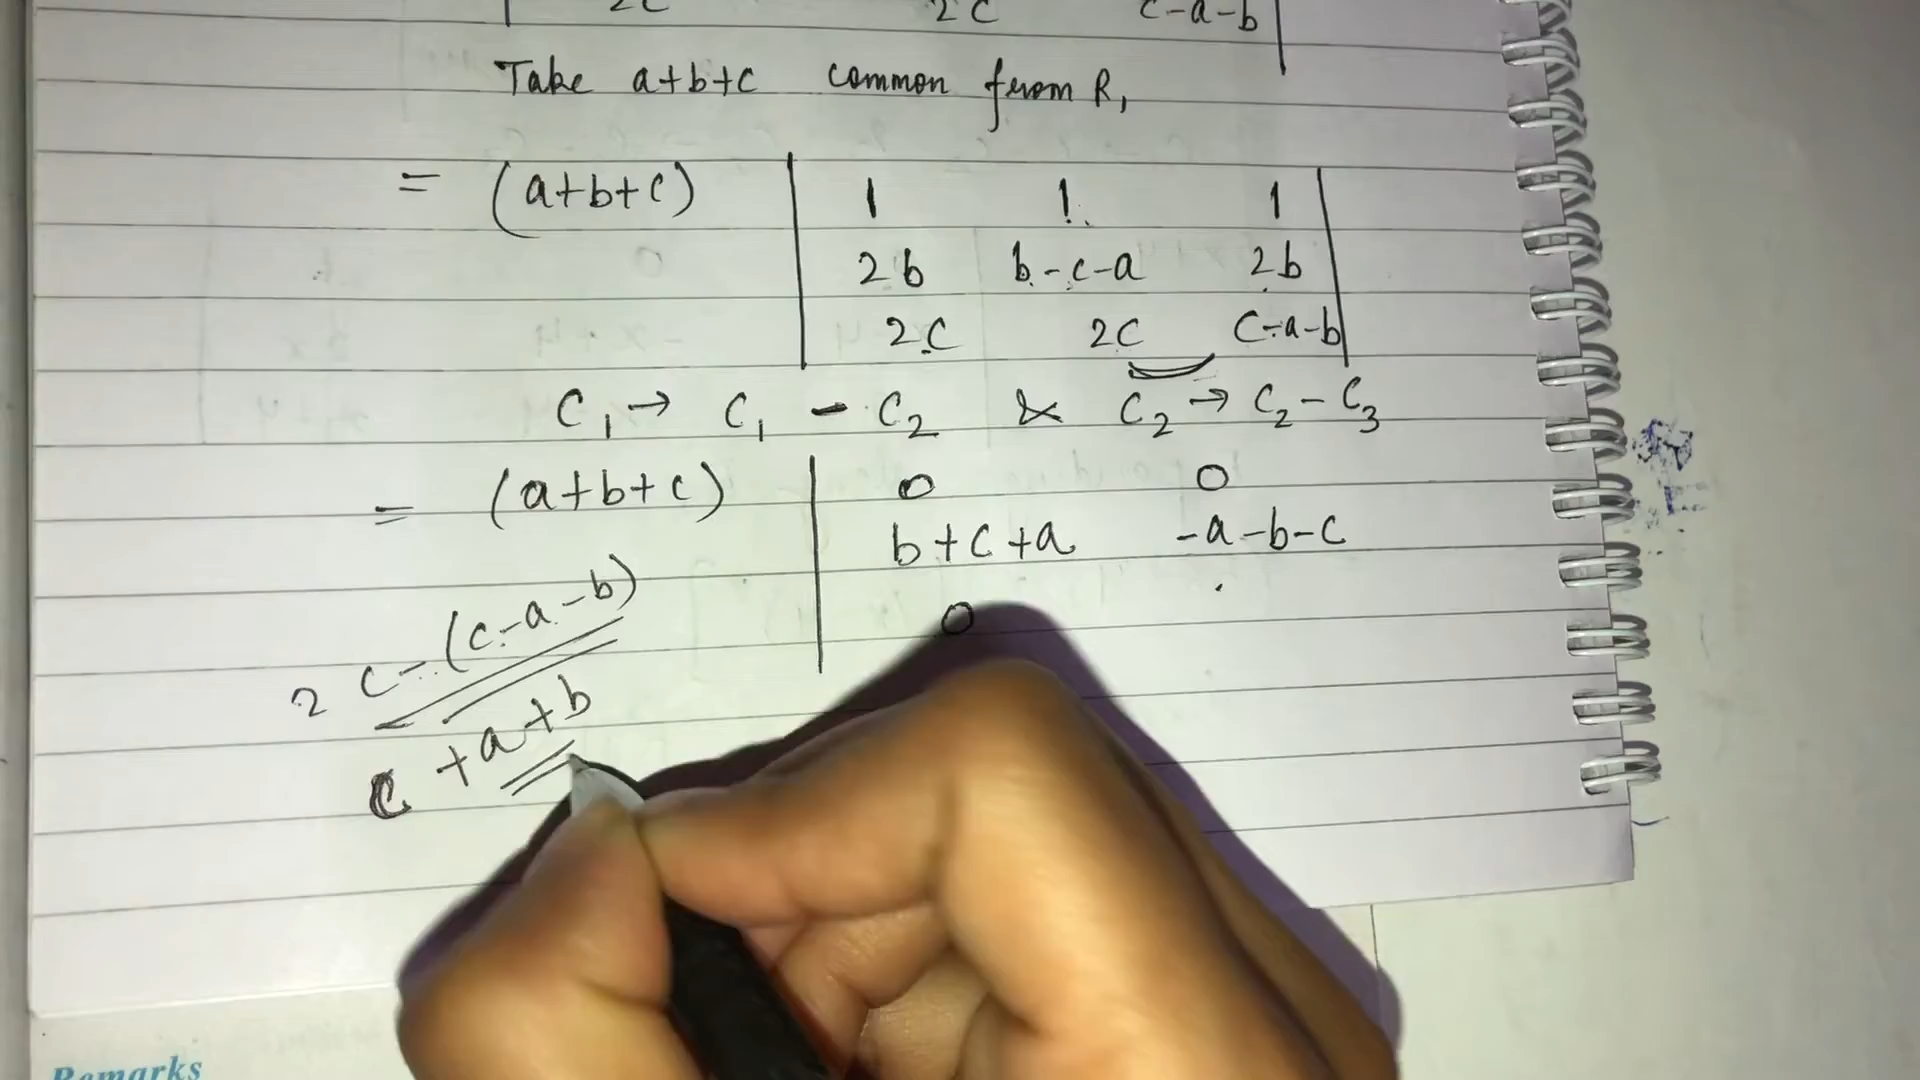 2C 2C C-a-b
Take a+b+c common from R₁
= (a+b+c) | 1 1 1 |
2b b-c-a 2b
2C 2C C-a-b
C₁ → C₁ - C₂ & C₂ → C₂ - C₃
= (a+b+c) | 0 0
b+c+a -a-b-c
0
2c-(c-a-b)
c+a+b
Remarks